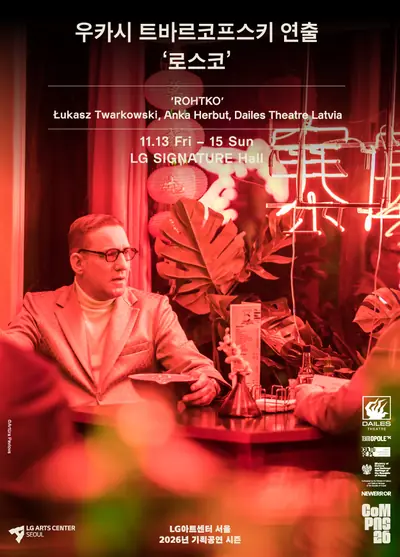 우카시 트바르코프스키 연출
‘로스코’
‘ROHTKO’
Łukasz Twarkowski, Anka Herbut, Dailes Theatre Latvia
11.13 Fri – 15 Sun
LG SIGNATURE Hall
DAILES
THEATRE
NEWERROR
CoM
PAS
20
LG ARTS CENTER
SEOUL
LG아트센터 서울
2026년 기획공연 시즌